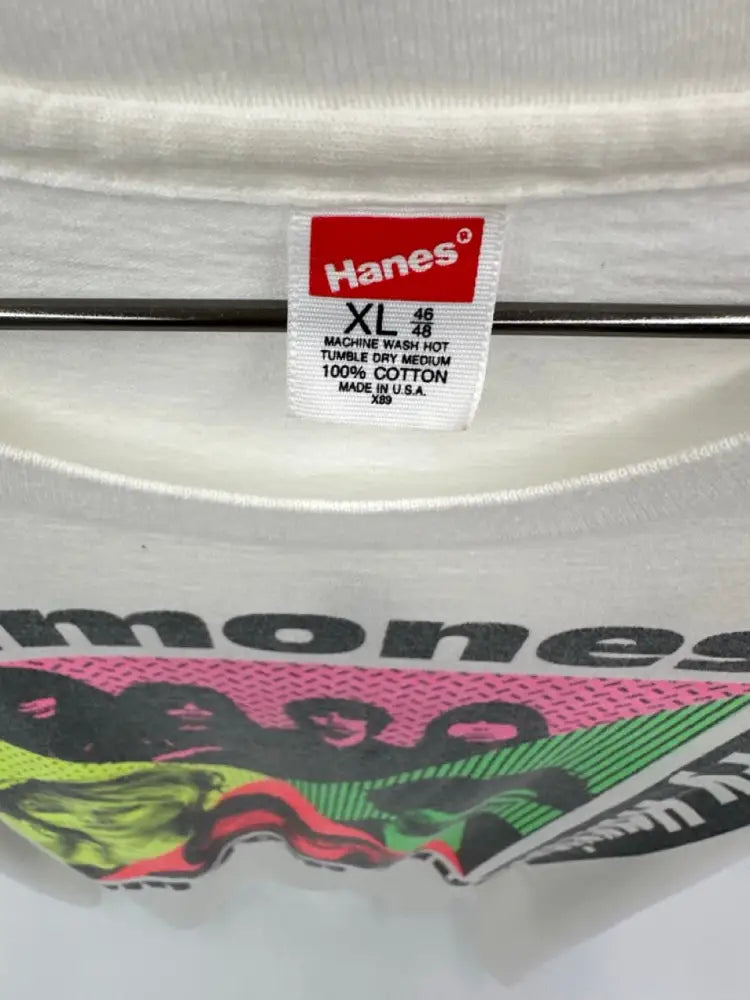 Hanes®
XL 46/48
MACHINE WASH HOT
TUMBLE DRY MEDIUM
100% COTTON
MADE IN U.S.A.
X89
mones